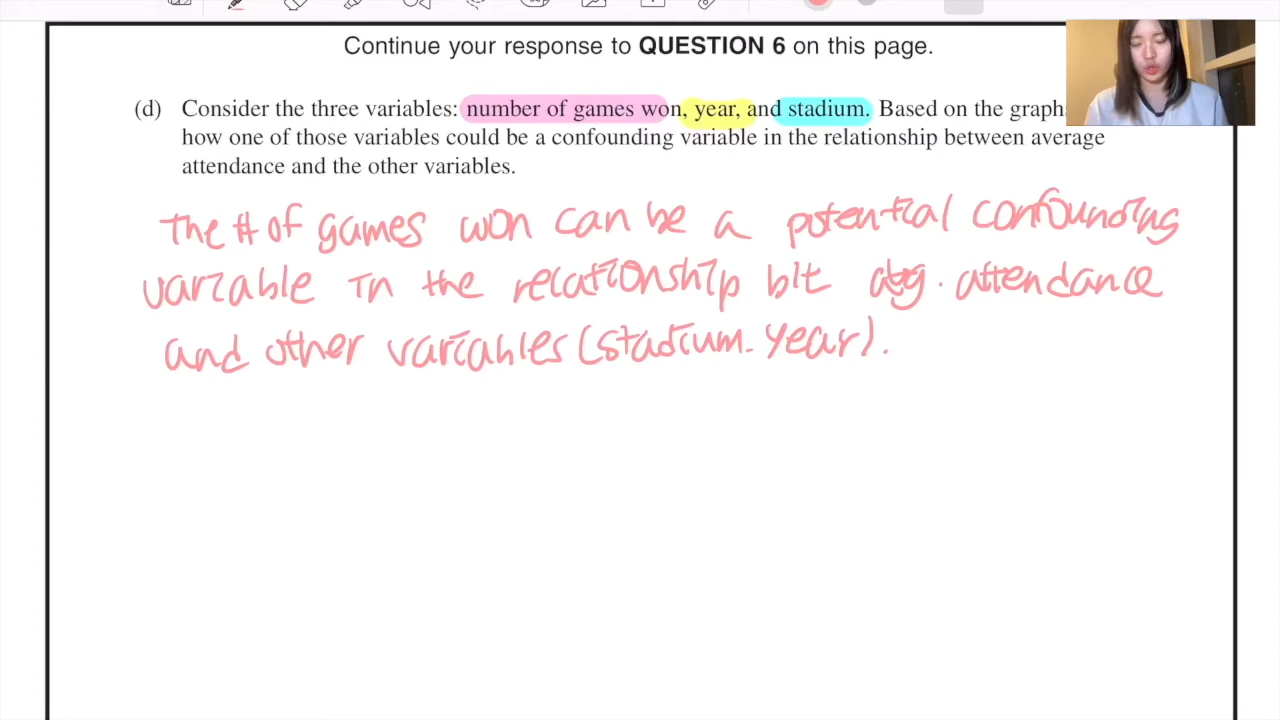 Continue your response to QUESTION 6 on this page.
(d) Consider the three variables: number of games won, year, and stadium. Based on the graphs
how one of those variables could be a confounding variable in the relationship between average
attendance and the other variables.
The # of games won can be a potential confounding
variable in the relationship b/t avg. attendance
and other variables (stadium. year).